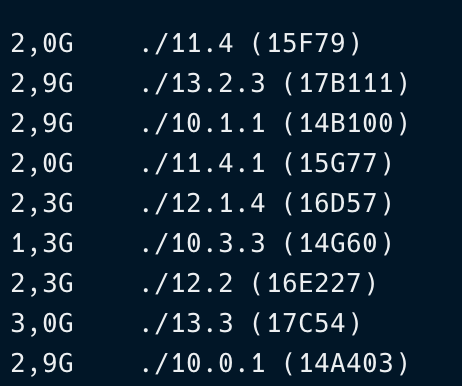 2,0G    ./11.4 (15F79)
2,9G    ./13.2.3 (17B111)
2,9G    ./10.1.1 (14B100)
2,0G    ./11.4.1 (15G77)
2,3G    ./12.1.4 (16D57)
1,3G    ./10.3.3 (14G60)
2,3G    ./12.2 (16E227)
3,0G    ./13.3 (17C54)
2,9G    ./10.0.1 (14A403)